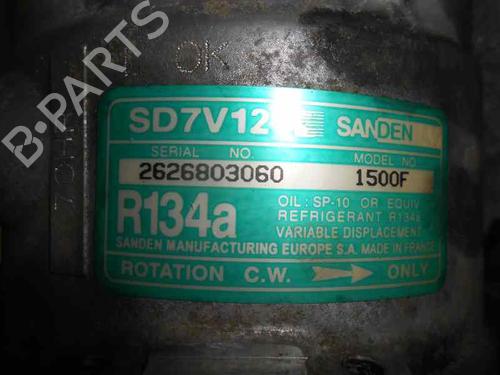 B-PARTS
OK
SD7V12 SANDEN
SERIAL NO. MODEL NO
2626803060 1500F
R134a
OIL: SP-10 OR EQUIV
REFRIGERANT R134a
VARIABLE DISPLACEMENT
SANDEN MANUFACTURING EUROPE S.A. MADE IN FRANCE
ROTATION C.W. ONLY